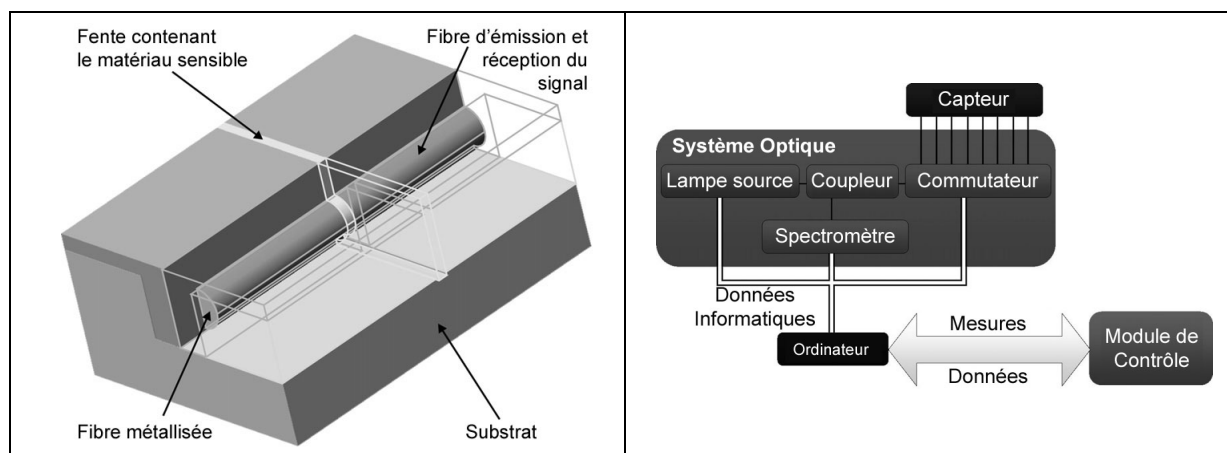 Fente contenant
le matériau sensible
Fibre d'émission et
réception du
signal
Fibre métallisée
Substrat
Capteur
Système Optique
Lampe source
Coupleur
Commutateur
Spectromètre
Données
Informatiques
Ordinateur
Mesures
Données
Module de
Contrôle